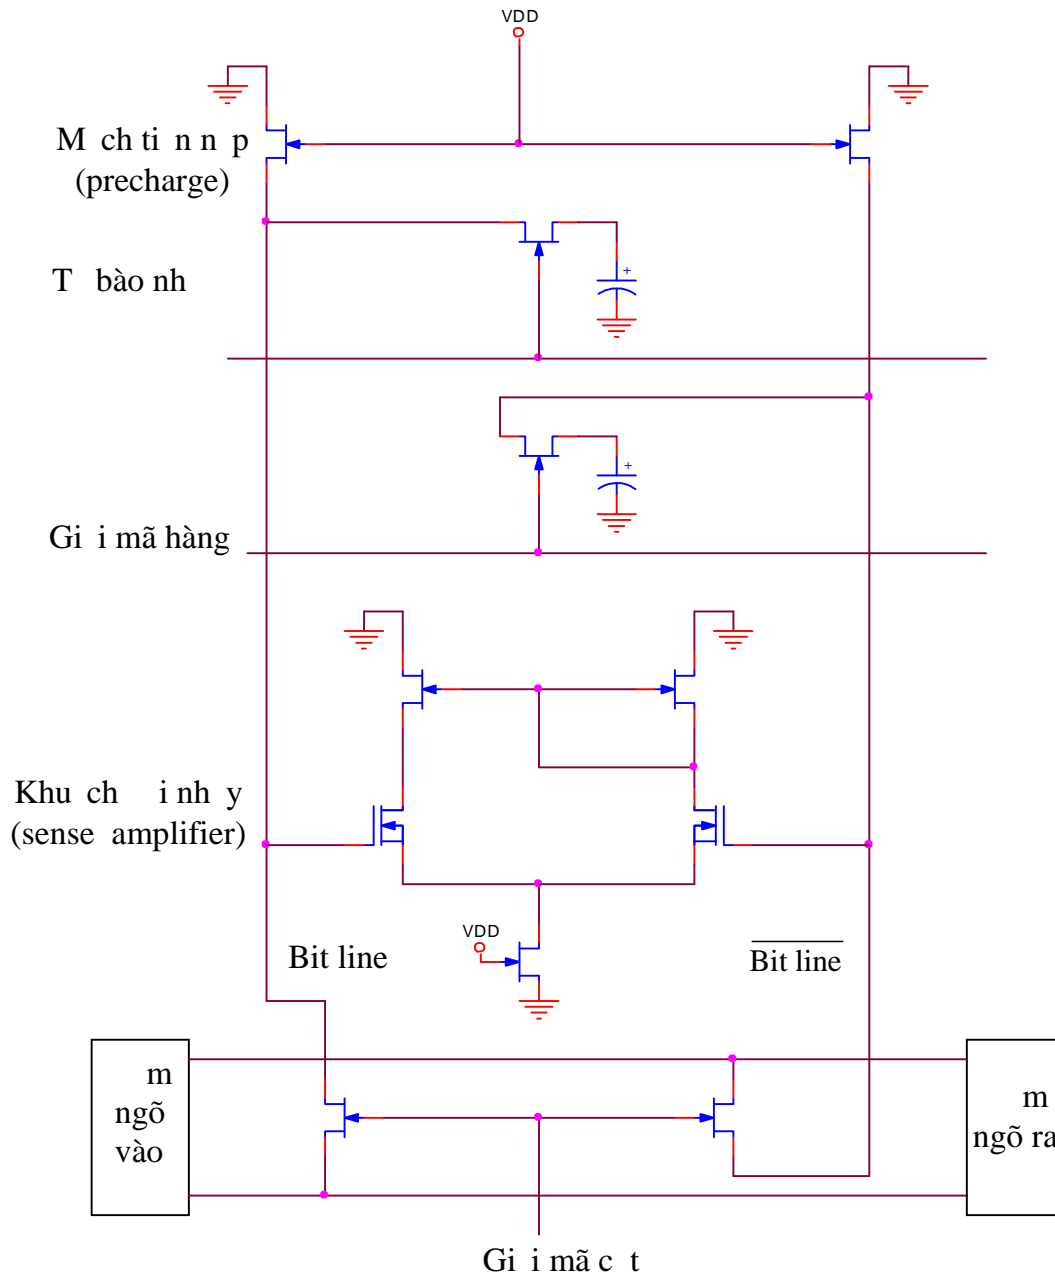 VDD
M ch ti n n p
(precharge)
+
T bào nh
+
Gi i mã hàng
Khu ch i nh y
(sense amplifier)
VDD
Bit line
Bit line
m
ngõ
vào
m
ngõ ra
Gi i mã c t